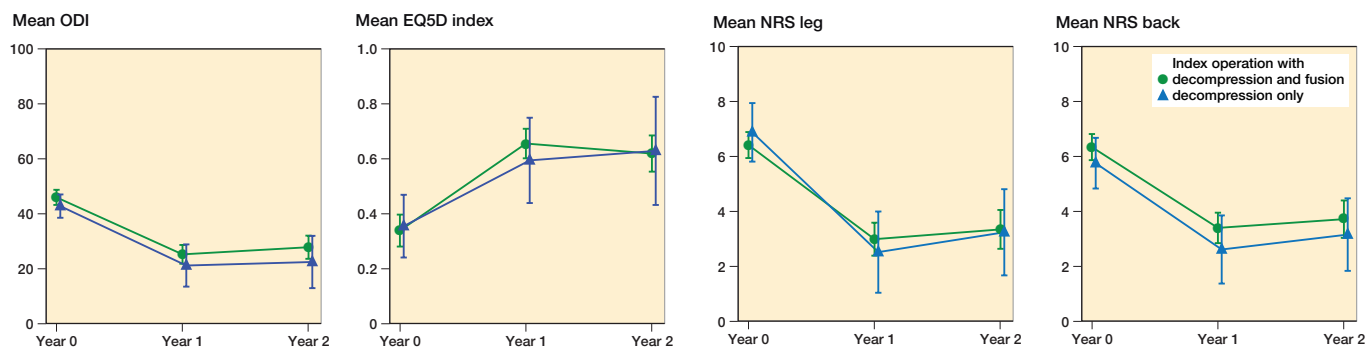 Mean ODI
100
80
60
40
20
0
Year 0
Year 1
Year 2
Mean EQ5D index
1.0
0.8
0.6
0.4
0.2
0
Year 0
Year 1
Year 2
Mean NRS leg
10
8
6
4
2
0
Year 0
Year 1
Year 2
Mean NRS back
10
8
6
4
2
0
Year 0
Year 1
Year 2
Index operation with
decompression and fusion
decompression only